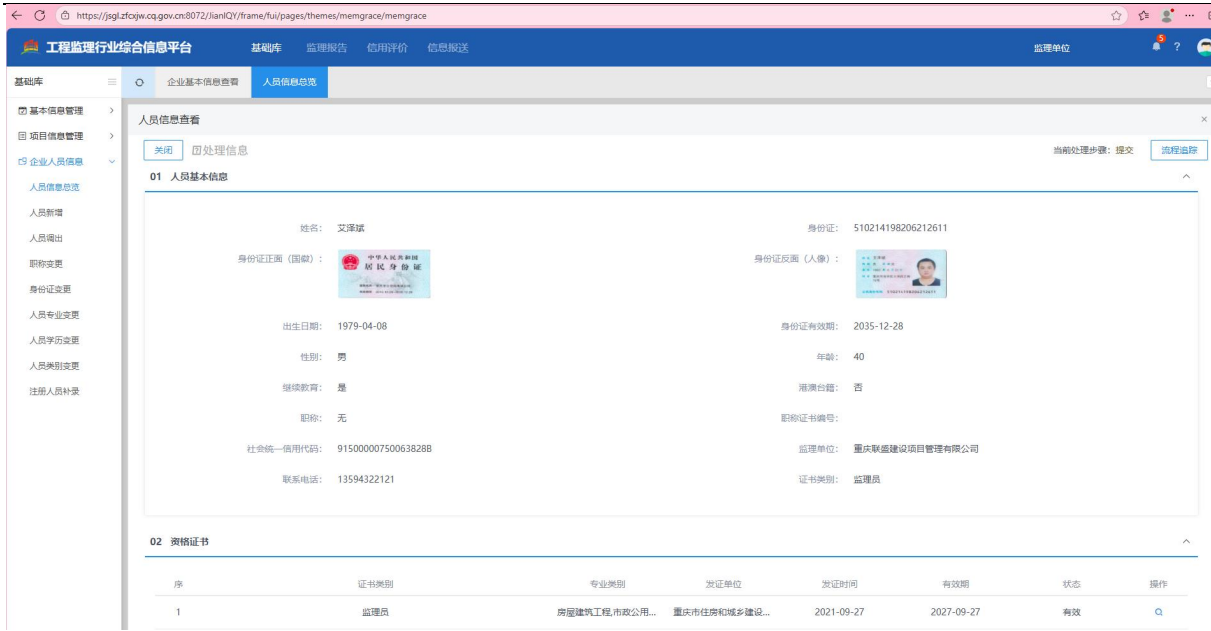 https://jsgl.zfcxjw.cq.gov.cn:8072/JianlQY/frame/fui/pages/themes/memgrace/memgrace
工程监理行业综合信息平台 基础库 监理报告 信用评价 信息报送 监理单位 5 ?
基础库 企业基本信息查看 人员信息总览
基本信息管理
项目信息管理
企业人员信息
人员信息总览
人员新增
人员调出
职称变更
身份证变更
人员专业变更
人员学历变更
人员类别变更
注册人员补录
人员信息查看
关闭 处理信息 当前处理步骤: 提交 流程追踪
01 人员基本信息
姓名: 艾泽斌 身份证: 510214198206212611
身份证正面（国徽）: 身份证反面（人像）:
中华人民共和国
居民身份证
出生日期: 1979-04-08 身份证有效期: 2035-12-28
性别: 男 年龄: 40
继续教育: 是 港澳台籍: 否
职称: 无 职称证书编号:
社会统一信用代码: 91500000750063828B 监理单位: 重庆联盛建设项目管理有限公司
联系电话: 13594322121 证书类别: 监理员
02 资格证书
序 证书类别 专业类别 发证单位 发证时间 有效期 状态 操作
1 监理员 房屋建筑工程,市政公用... 重庆市住房和城乡建设... 2021-09-27 2027-09-27 有效